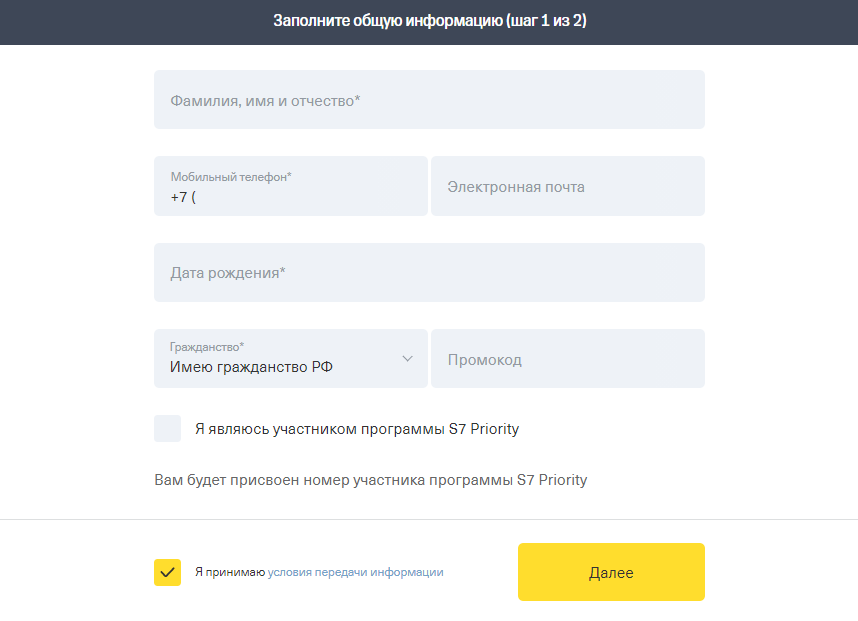 Заполните общую информацию (шаг 1 из 2)
Фамилия, имя и отчество*
Мобильный телефон*
+7 (
Электронная почта
Дата рождения*
Гражданство*
Имею гражданство РФ
Промокод
Я являюсь участником программы S7 Priority
Вам будет присвоен номер участника программы S7 Priority
Я принимаю условия передачи информации
Далее